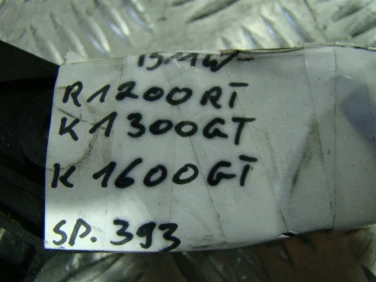 BMW
R1200RT
K1300GT
K1600GT
SP. 393